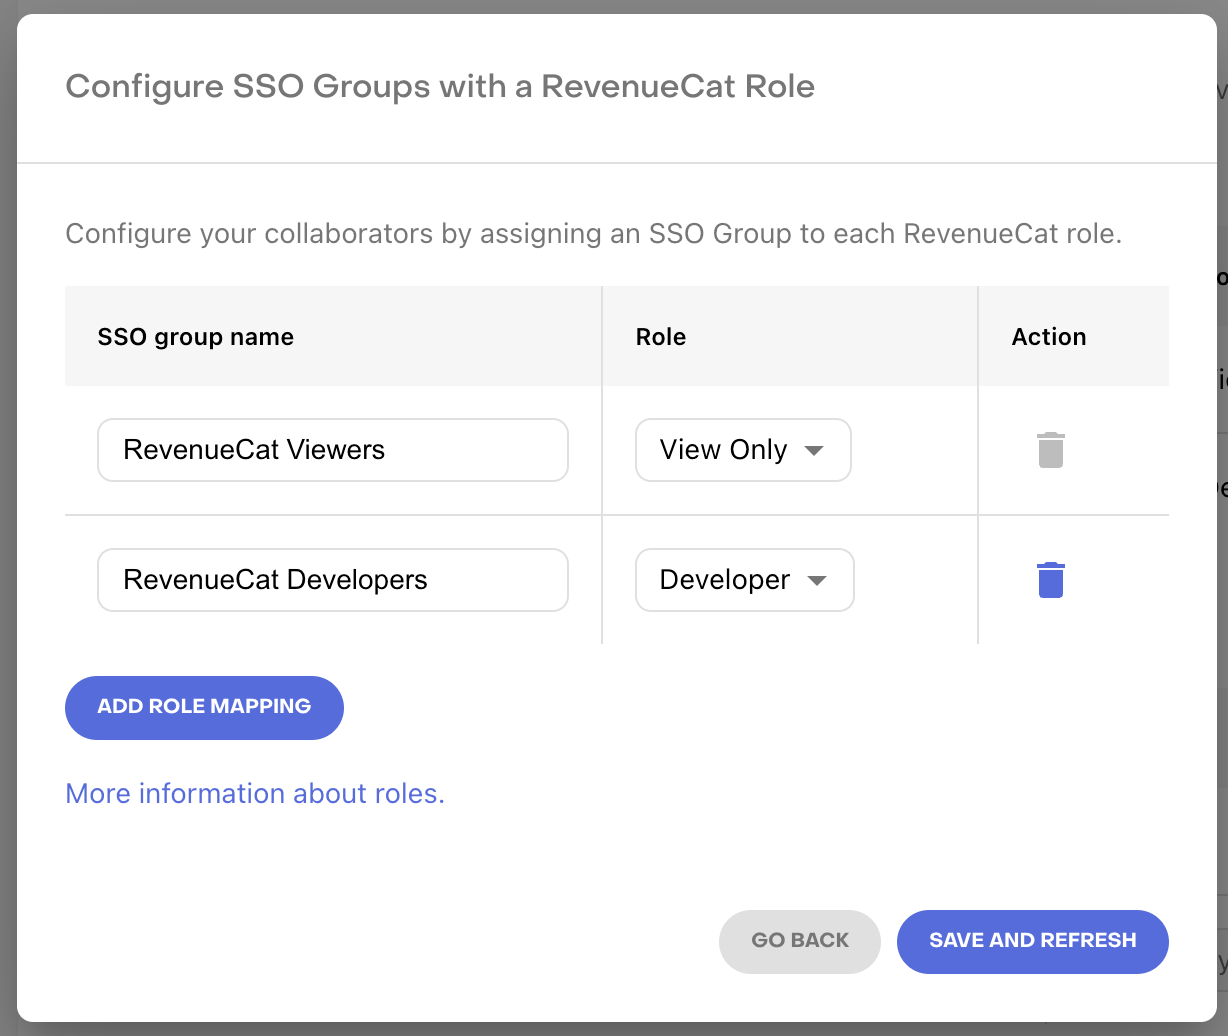 Configure SSO Groups with a RevenueCat Role
Configure your collaborators by assigning an SSO Group to each RevenueCat role.
SSO group name Role Action
RevenueCat Viewers View Only
RevenueCat Developers Developer
ADD ROLE MAPPING
More information about roles.
GO BACK SAVE AND REFRESH